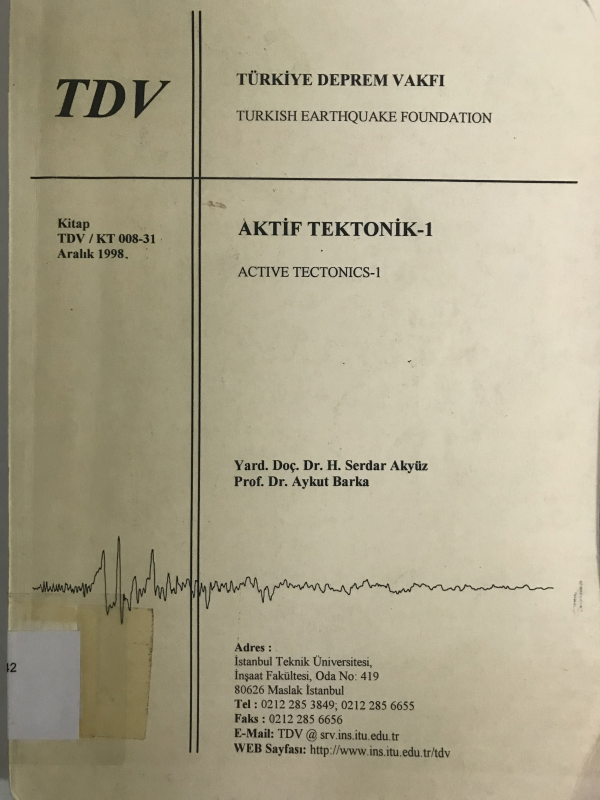 TDV
TÜRKİYE DEPREM VAKFI
TURKISH EARTHQUAKE FOUNDATION
Kitap
TDV / KT 008-31
Aralık 1998.
AKTİF TEKTONİK-1
ACTIVE TECTONICS-1
Yard. Doç. Dr. H. Serdar Akyüz
Prof. Dr. Aykut Barka
Adres :
İstanbul Teknik Üniversitesi,
İnşaat Fakültesi, Oda No: 419
80626 Maslak İstanbul
Tel : 0212 285 3849; 0212 285 6655
Faks : 0212 285 6656
E-Mail: TDV @ srv.ins.itu.edu.tr
WEB Sayfası: http://www.ins.itu.edu.tr/tdv